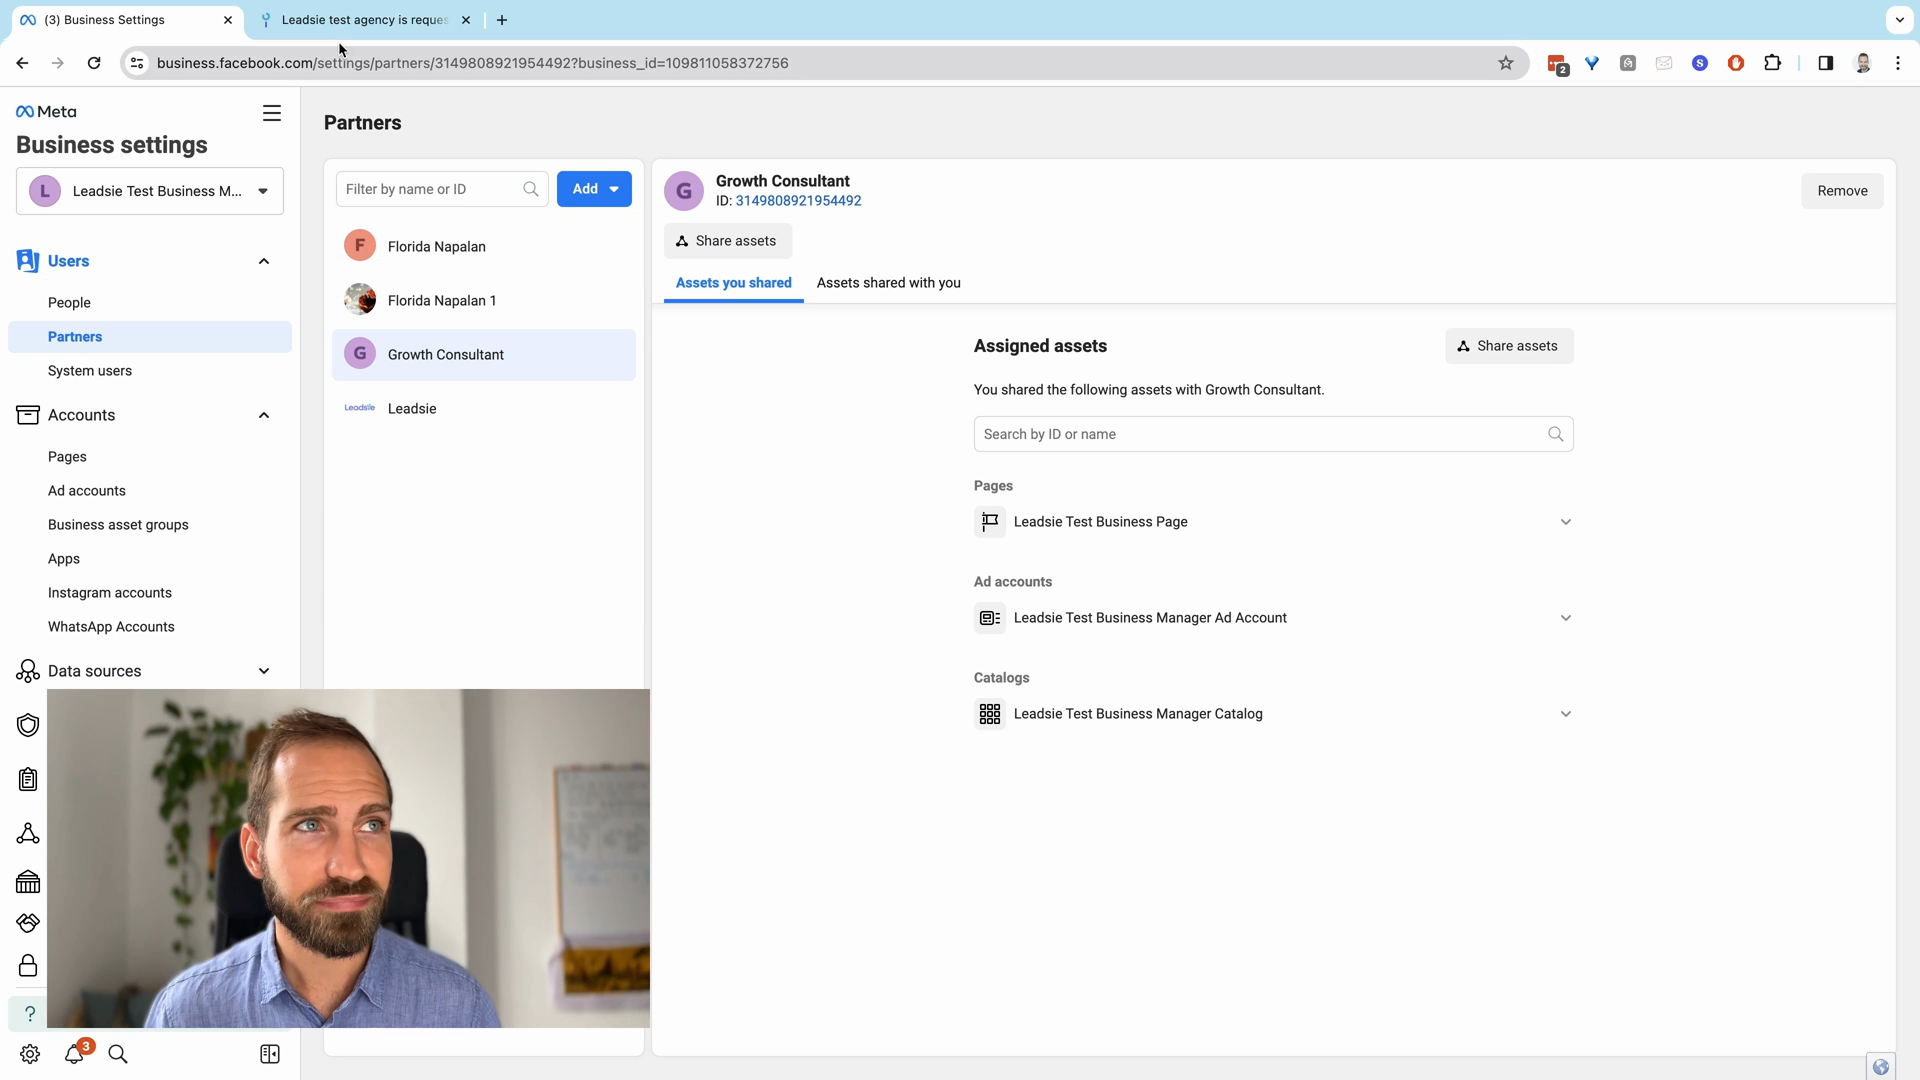 (3) Business Settings
Leadsie test agency is reques
business.facebook.com/settings/partners/3149808921954492?business_id=109811058372756
2
S
Meta
Business settings
L
Leadsie Test Business M...
Users
People
Partners
System users
Accounts
Pages
Ad accounts
Business asset groups
Apps
Instagram accounts
WhatsApp Accounts
Data sources
?
3
Partners
Filter by name or ID
Add
F
Florida Napalan
Florida Napalan 1
G
Growth Consultant
Leadsie
Leadsie
G
Growth Consultant
ID: 3149808921954492
Remove
Share assets
Assets you shared
Assets shared with you
Assigned assets
Share assets
You shared the following assets with Growth Consultant.
Search by ID or name
Pages
Leadsie Test Business Page
Ad accounts
Leadsie Test Business Manager Ad Account
Catalogs
Leadsie Test Business Manager Catalog